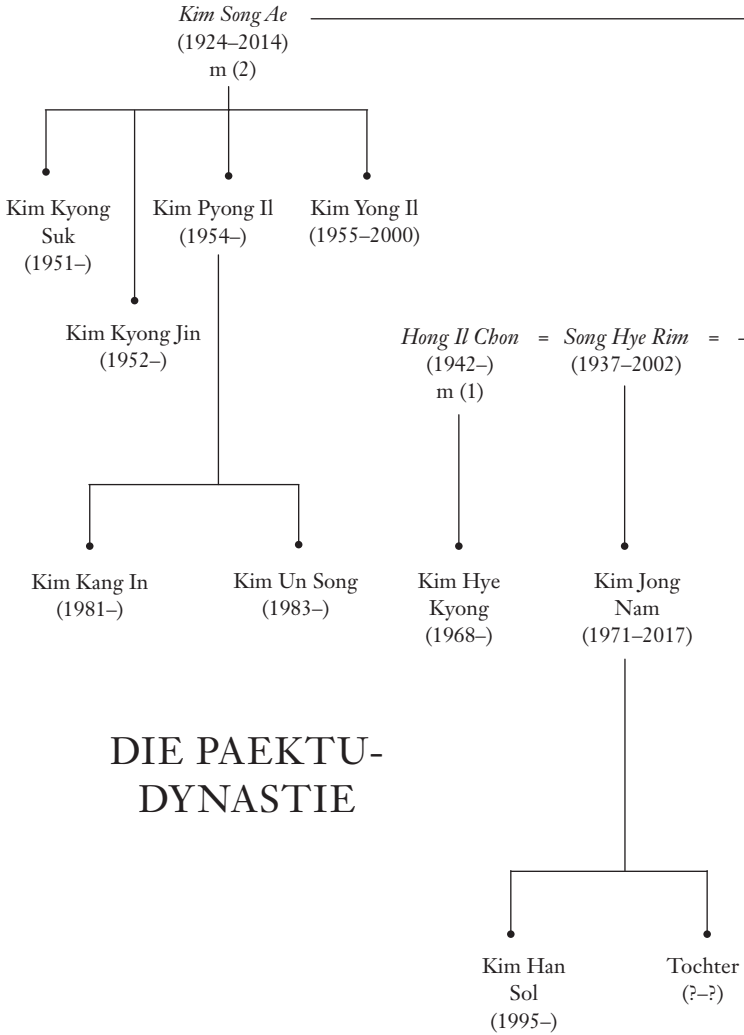 Kim Song Ae
(1924–2014)
m (2)
Kim Kyong
Suk
(1951–)
Kim Pyong Il
(1954–)
Kim Yong Il
(1955–2000)
Kim Kyong Jin
(1952–)
Hong Il Chon = Song Hye Rim =
(1942–)
m (1)
(1937–2002)
Kim Kang In
(1981–)
Kim Un Song
(1983–)
Kim Hye
Kyong
(1968–)
Kim Jong
Nam
(1971–2017)
DIE PAEKTU-
DYNASTIE
Kim Han
Sol
(1995–)
Tochter
(?–?)